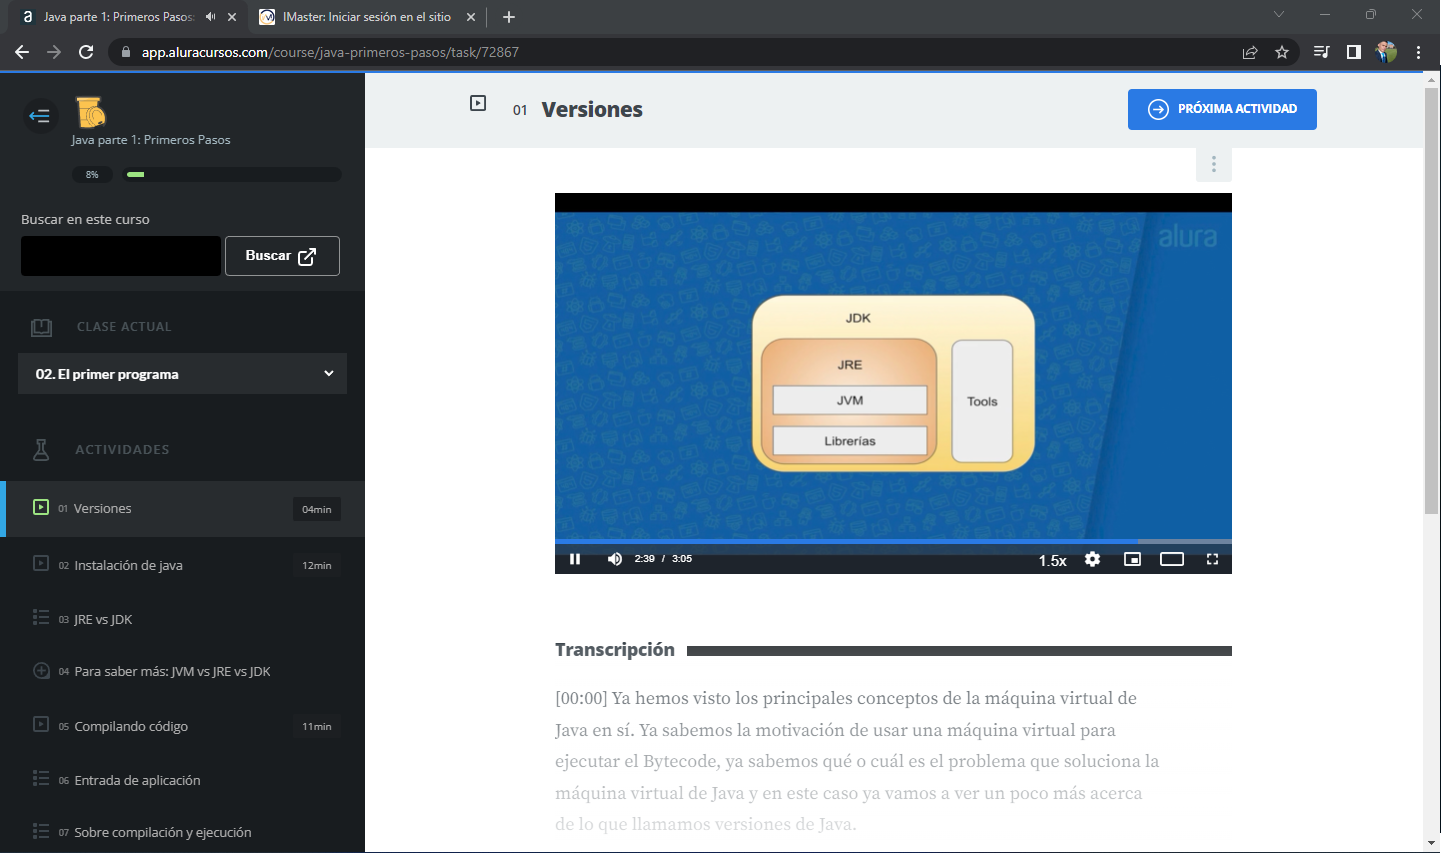 Java parte 1: Primeros Pasos:
IMaster: Iniciar sesión en el sitio
app.aluracursos.com/course/java-primeros-pasos/task/72867
Java parte 1: Primeros Pasos
8%
Buscar en este curso
Buscar
CLASE ACTUAL
02. El primer programa
ACTIVIDADES
01 Versiones 04min
02 Instalación de java 12min
03 JRE vs JDK
04 Para saber más: JVM vs JRE vs JDK
05 Compilando código 11min
06 Entrada de aplicación
07 Sobre compilación y ejecución
01 Versiones
PRÓXIMA ACTIVIDAD
alura
JDK
JRE
JVM
Librerías
Tools
2:39 / 3:05
1.5x
Transcripción
[00:00] Ya hemos visto los principales conceptos de la máquina virtual de
Java en sí. Ya sabemos la motivación de usar una máquina virtual para
ejecutar el Bytecode, ya sabemos qué o cuál es el problema que soluciona la
máquina virtual de Java y en este caso ya vamos a ver un poco más acerca
de lo que llamamos versiones de Java.